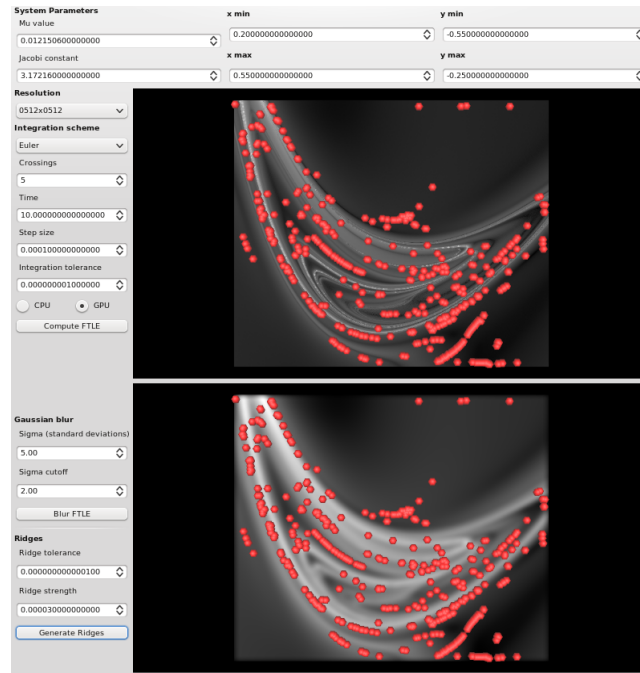 System Parameters
Mu value
0.012150600000000
Jacobi constant
3.172160000000000
x min
0.200000000000000
x max
0.550000000000000
y min
-0.550000000000000
y max
-0.250000000000000
Resolution
0512x0512
Integration scheme
Euler
Crossings
5
Time
10.000000000000000
Step size
0.000100000000000
Integration tolerance
0.000000001000000
CPU GPU
Compute FTLE
Gaussian blur
Sigma (standard deviations)
5.00
Sigma cutoff
2.00
Blur FTLE
Ridges
Ridge tolerance
0.000000000000100
Ridge strength
0.000030000000000
Generate Ridges